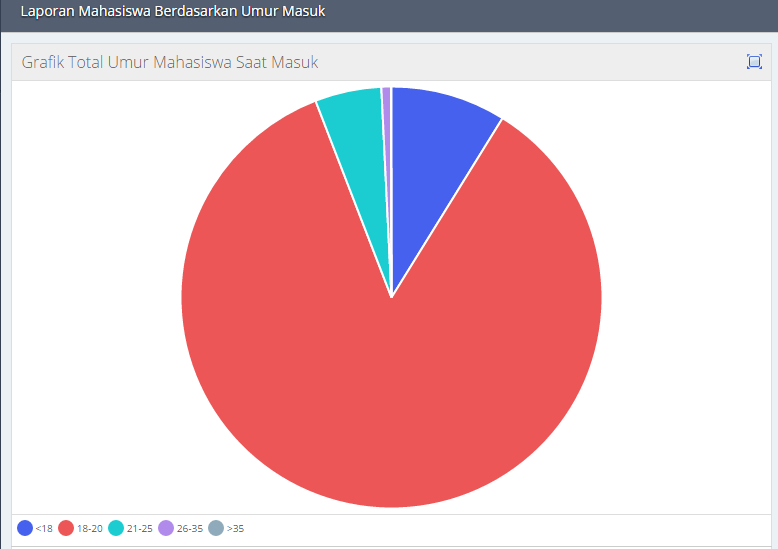 Laporan Mahasiswa Berdasarkan Umur Masuk
Grafik Total Umur Mahasiswa Saat Masuk
<18 18-20 21-25 26-35 >35